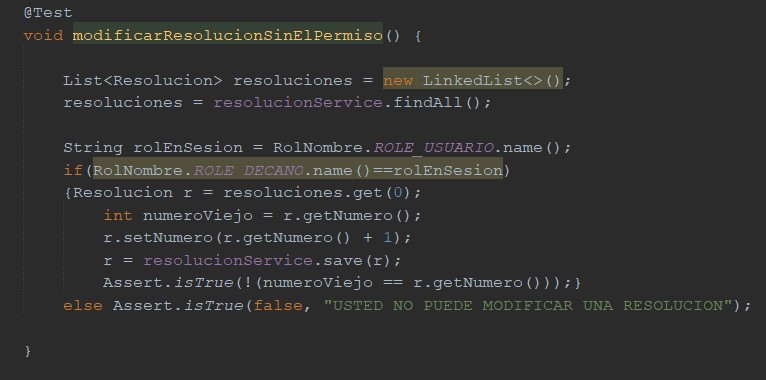 @Test
void modificarResolucionSinElPermiso() {
List<Resolucion> resoluciones = new LinkedList<>();
resoluciones = resolucionService.findAll();
String rolEnSesion = RolNombre.ROLE_USUARIO.name();
if(RolNombre.ROLE_DECANO.name()==rolEnSesion)
{Resolucion r = resoluciones.get(0);
int numeroViejo = r.getNumero();
r.setNumero(r.getNumero() + 1);
r = resolucionService.save(r);
Assert.isTrue(!(numeroViejo == r.getNumero()));}
else Assert.isTrue(false, "USTED NO PUEDE MODIFICAR UNA RESOLUCION");
}